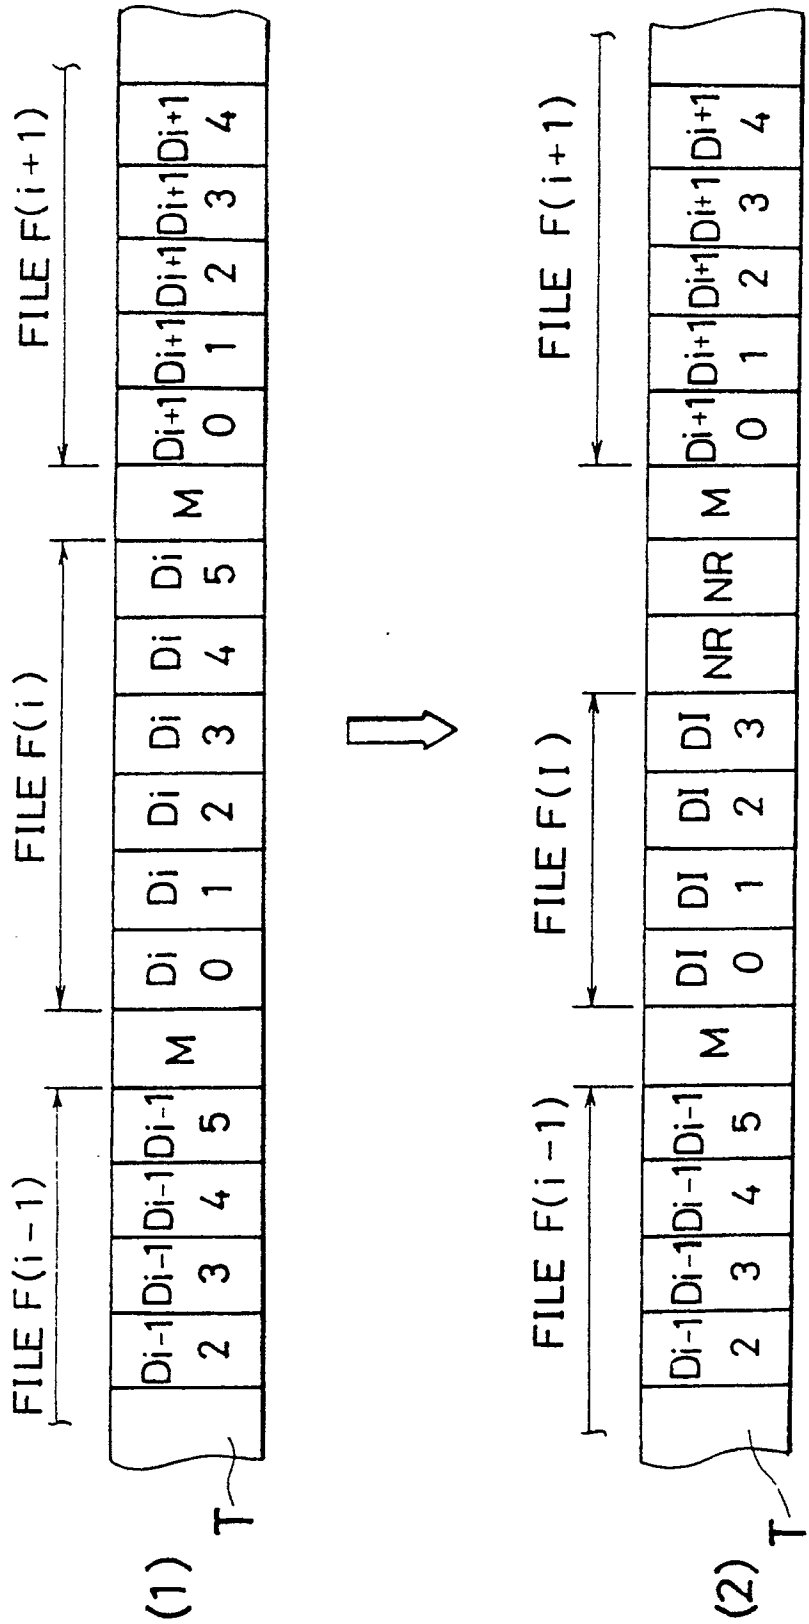 (1)
FILE F(i-1) FILE F(i) FILE F(i+1)
Di-1 Di-1 Di-1 Di-1 M Di Di Di Di Di Di M Di+1 Di+1 Di+1 Di+1 Di+1
2 3 4 5 0 1 2 3 4 5 0 1 2 3 4
T
(2)
FILE F(i-1) FILE F(I) FILE F(i+1)
Di-1 Di-1 Di-1 Di-1 M DI DI DI DI NR NR M Di+1 Di+1 Di+1 Di+1 Di+1
2 3 4 5 0 1 2 3 0 1 2 3 4
T